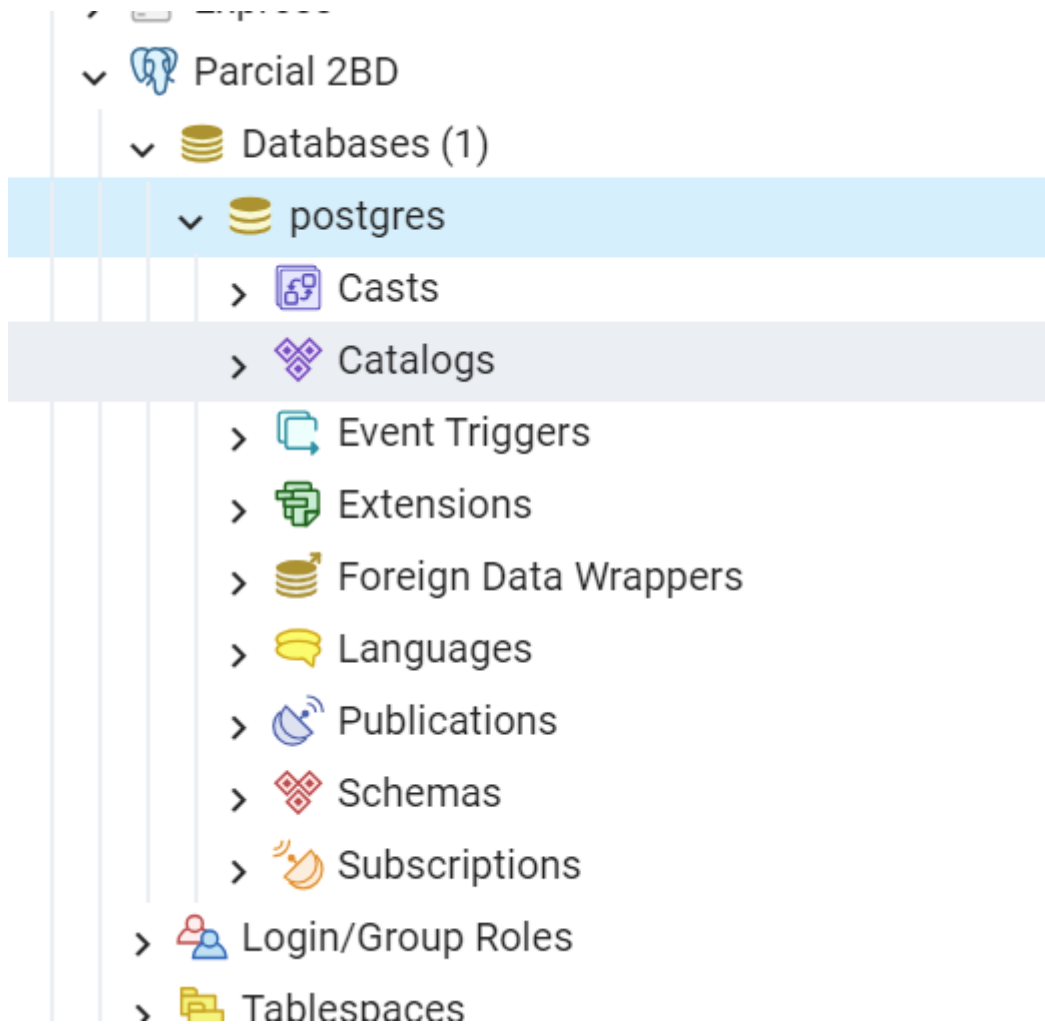 Parcial 2BD
Databases (1)
postgres
Casts
Catalogs
Event Triggers
Extensions
Foreign Data Wrappers
Languages
Publications
Schemas
Subscriptions
Login/Group Roles
Tablespaces